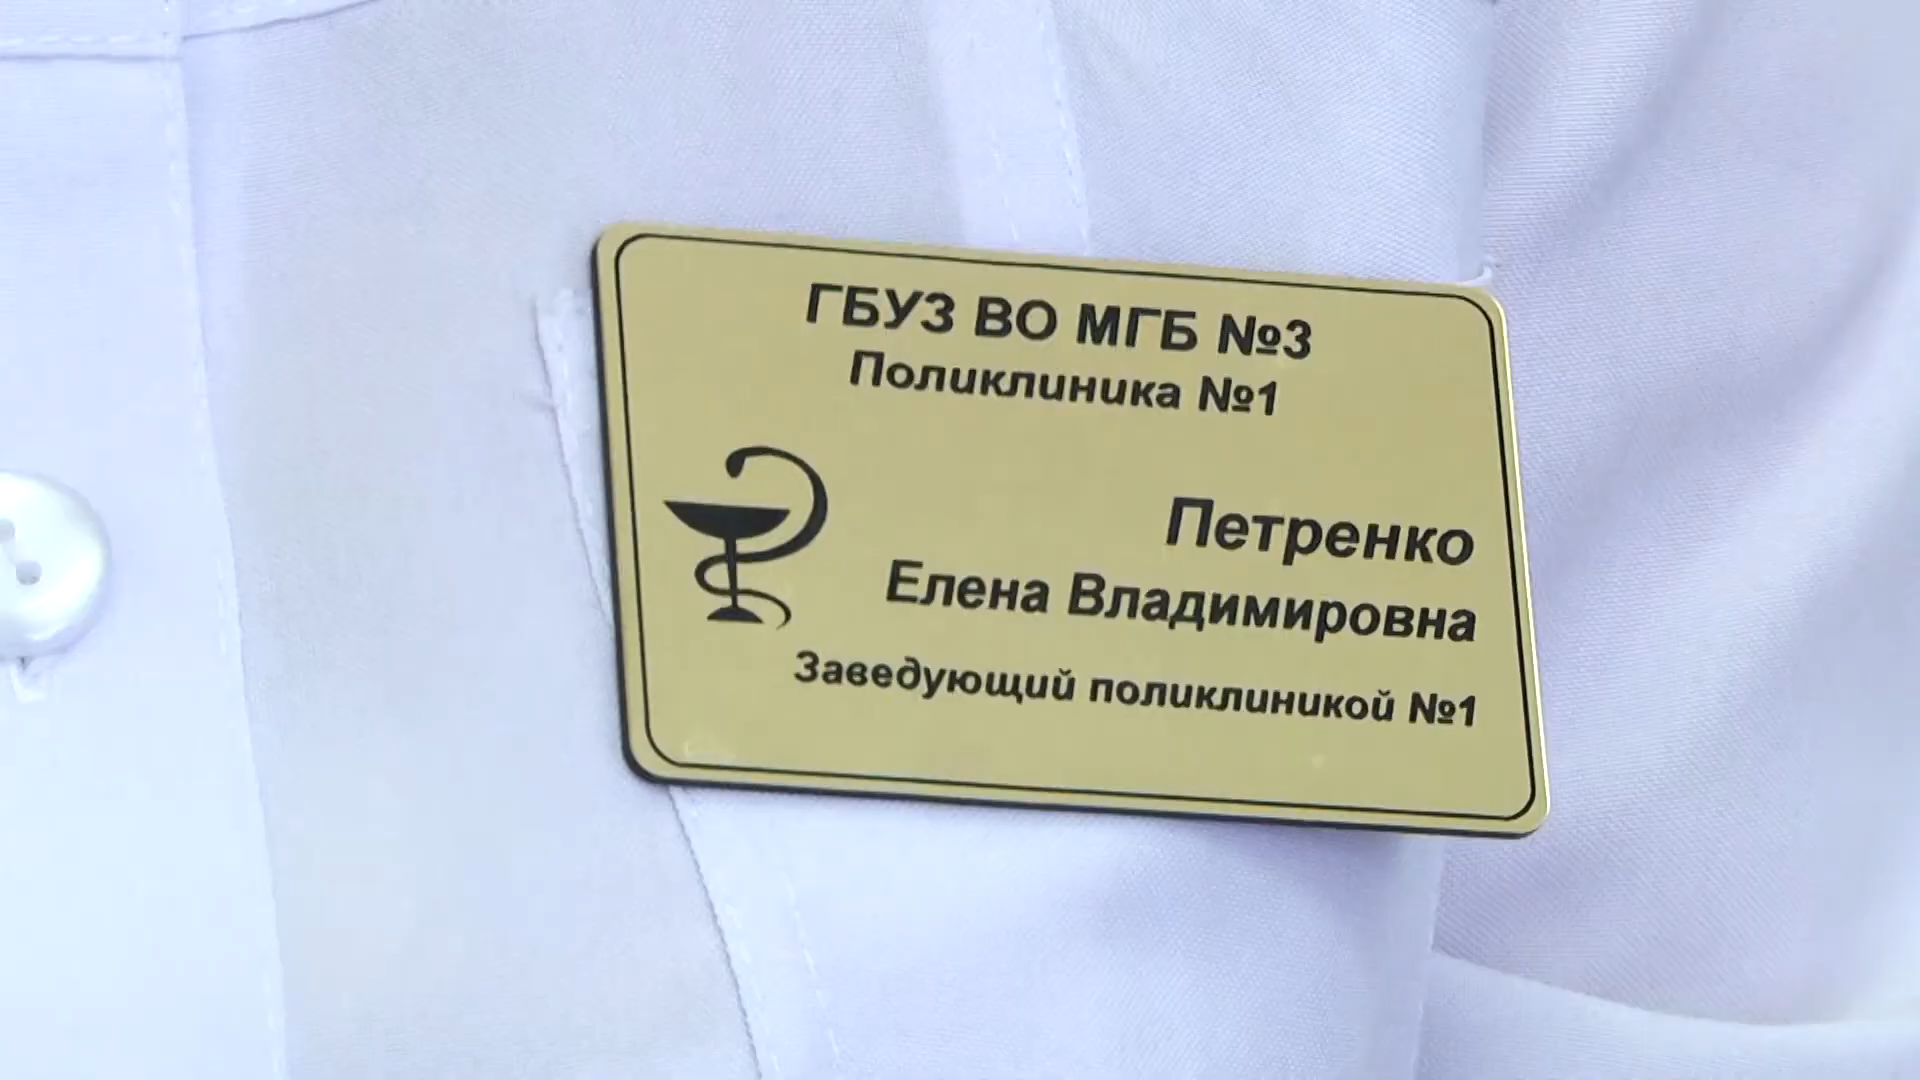 ГБУЗ ВО МГБ №3
Поликлиника №1
Петренко
Елена Владимировна
Заведующий поликлиникой №1